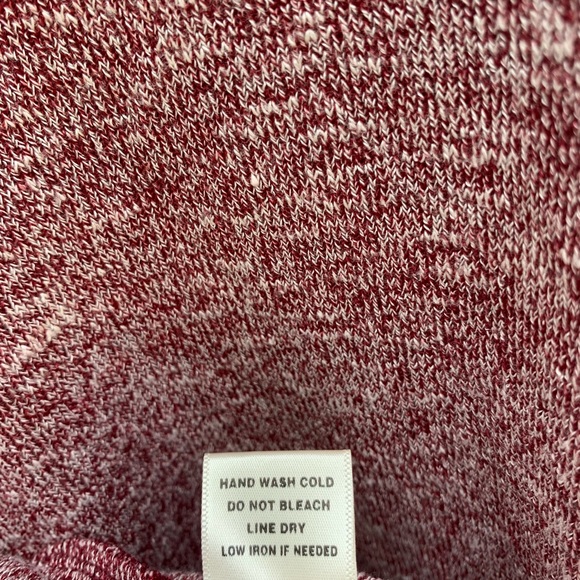 HAND WASH COLD
DO NOT BLEACH
LINE DRY
LOW IRON IF NEEDED